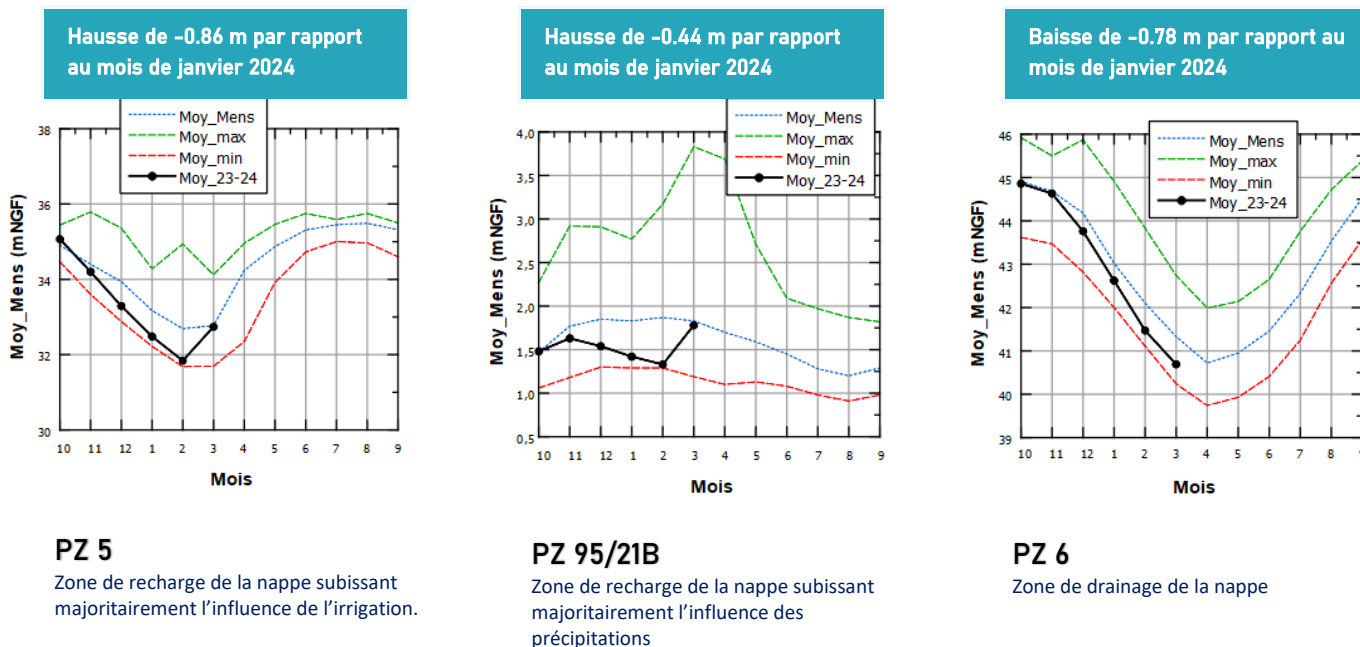 Hausse de -0.86 m par rapport
au mois de janvier 2024
Moy_Mens
Moy_max
Moy_min
Moy_23-24
38
36
34
32
30
Moy_Mens (mNGF)
10 11 12 1 2 3 4 5 6 7 8 9
Mois
PZ 5
Zone de recharge de la nappe subissant
majoritairement l’influence de l’irrigation.
Hausse de -0.44 m par rapport
au mois de janvier 2024
Moy_Mens
Moy_max
Moy_min
Moy_23-24
4,0
3,5
3,0
2,5
2,0
1,5
1,0
0,5
Moy_Mens (mNGF)
10 11 12 1 2 3 4 5 6 7 8 9
Mois
PZ 95/21B
Zone de recharge de la nappe subissant
majoritairement l’influence des
précipitations
Baisse de -0.78 m par rapport au
mois de janvier 2024
Moy_Mens
Moy_max
Moy_min
Moy_23-24
46
45
44
43
42
41
40
39
Moy_Mens (mNGF)
10 11 12 1 2 3 4 5 6 7 8
Mois
PZ 6
Zone de drainage de la nappe